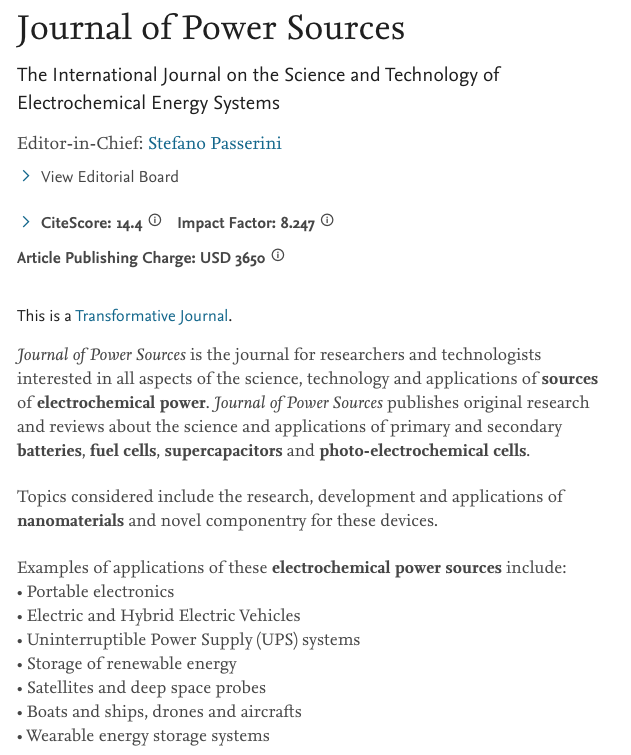 Journal of Power Sources
The International Journal on the Science and Technology of
Electrochemical Energy Systems
Editor-in-Chief: Stefano Passerini
View Editorial Board
CiteScore: 14.4 Impact Factor: 8.247
Article Publishing Charge: USD 3650
This is a Transformative Journal.
Journal of Power Sources is the journal for researchers and technologists
interested in all aspects of the science, technology and applications of sources
of electrochemical power. Journal of Power Sources publishes original research
and reviews about the science and applications of primary and secondary
batteries, fuel cells, supercapacitors and photo-electrochemical cells.
Topics considered include the research, development and applications of
nanomaterials and novel componentry for these devices.
Examples of applications of these electrochemical power sources include:
• Portable electronics
• Electric and Hybrid Electric Vehicles
• Uninterruptible Power Supply (UPS) systems
• Storage of renewable energy
• Satellites and deep space probes
• Boats and ships, drones and aircrafts
• Wearable energy storage systems